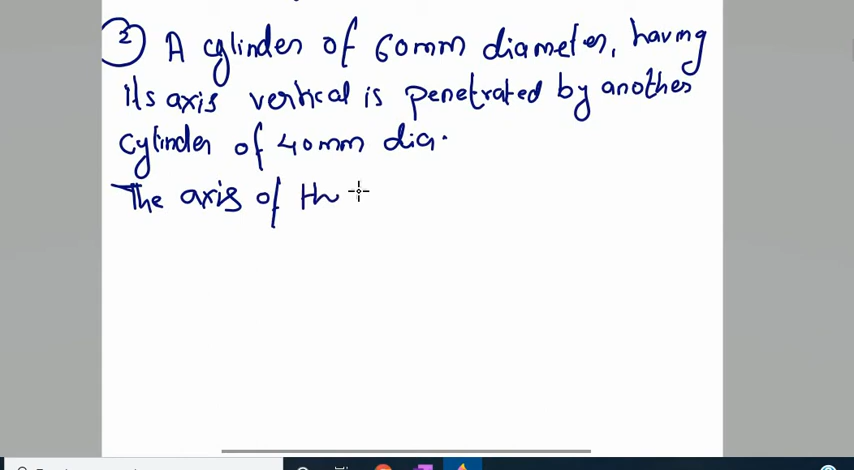 2 A cylinder of 60mm diameter, having
its axis vertical is penetrated by another
cylinder of 40mm dia.
The axis of th